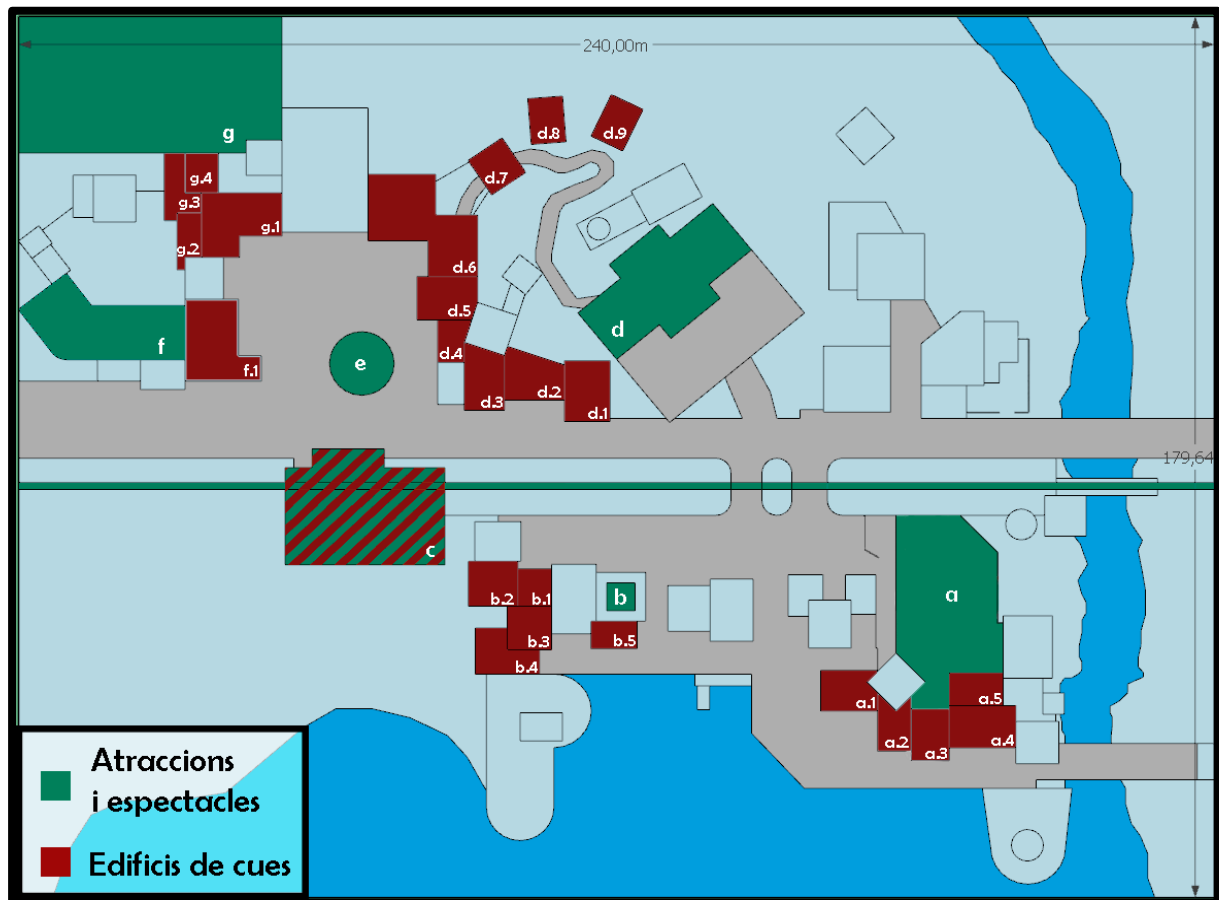 240,00m
d.8
d.9
g
g.4
d.7
g.3
g.1
g.2
d.6
d.5
d
f
d.4
e
f.1
d.3
d.2
d.1
179,64
c
b.2
b.1
b
a
b.3
b.5
b.4
a.1
a.5
a.2
a.3
a.4
Atraccions
i espectacles
Edificis de cues